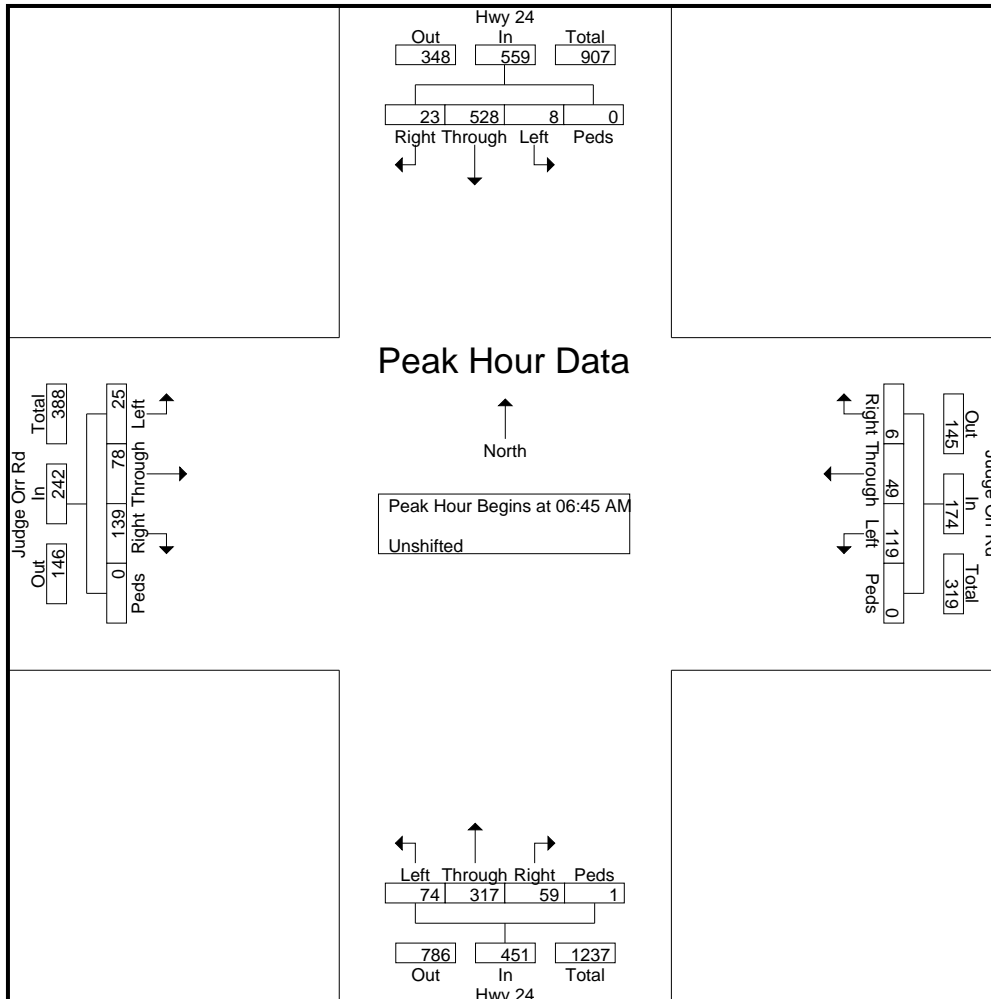 Hwy 24
Out In Total
348 559 907
23 528 8 0
Right Through Left Peds
Peak Hour Data
North
Peak Hour Begins at 06:45 AM
Unshifted
Judge Orr Rd
Out In Total
146 242 388
Left Through Right Peds
25 78 139 0
Judge Orr Rd
Out In Total
145 174 319
Right Through Left Peds
6 49 119 0
Left Through Right Peds
74 317 59 1
786 451 1237
Out In Total
Hwy 24